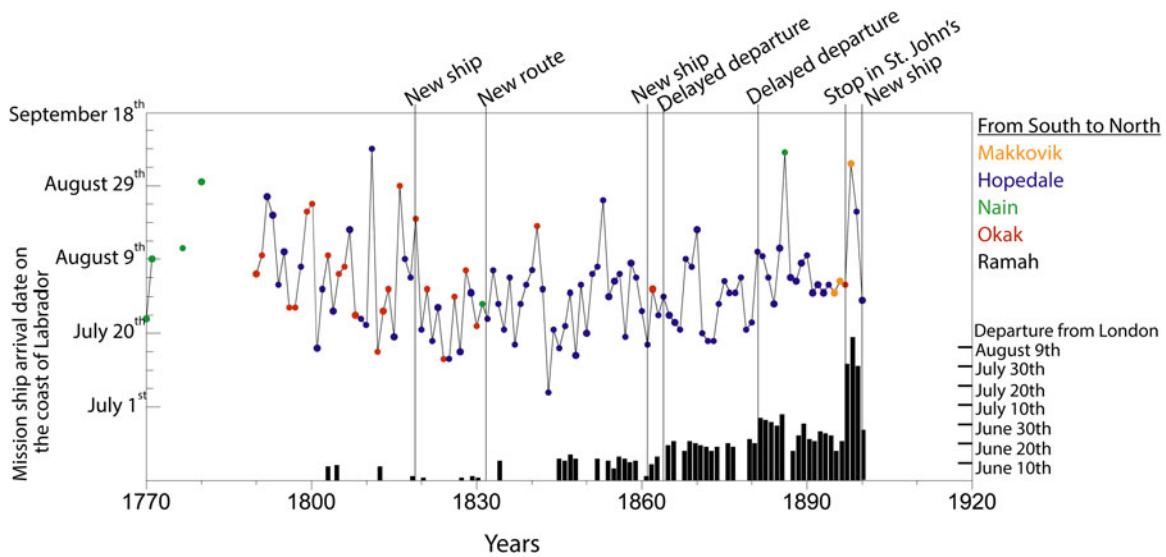 New ship
New route
New ship
Delayed departure
Delayed departure
Stop in St. John's
New ship
September 18th
August 29th
August 9th
July 20th
July 1st
Mission ship arrival date on
the coast of Labrador
From South to North
Makkovik
Hopedale
Nain
Okak
Ramah
Departure from London
August 9th
July 30th
July 20th
July 10th
June 30th
June 20th
June 10th
1770
1800
1830
1860
1890
1920
Years